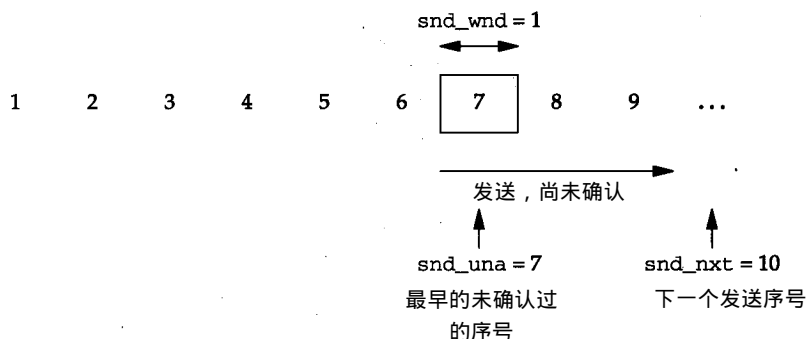 snd_wnd = 1
1 2 3 4 5 6 7 8 9 ...
发送，尚未确认
snd_una = 7 snd_nxt = 10
最早的未确认过 下一个发送序号
的序号